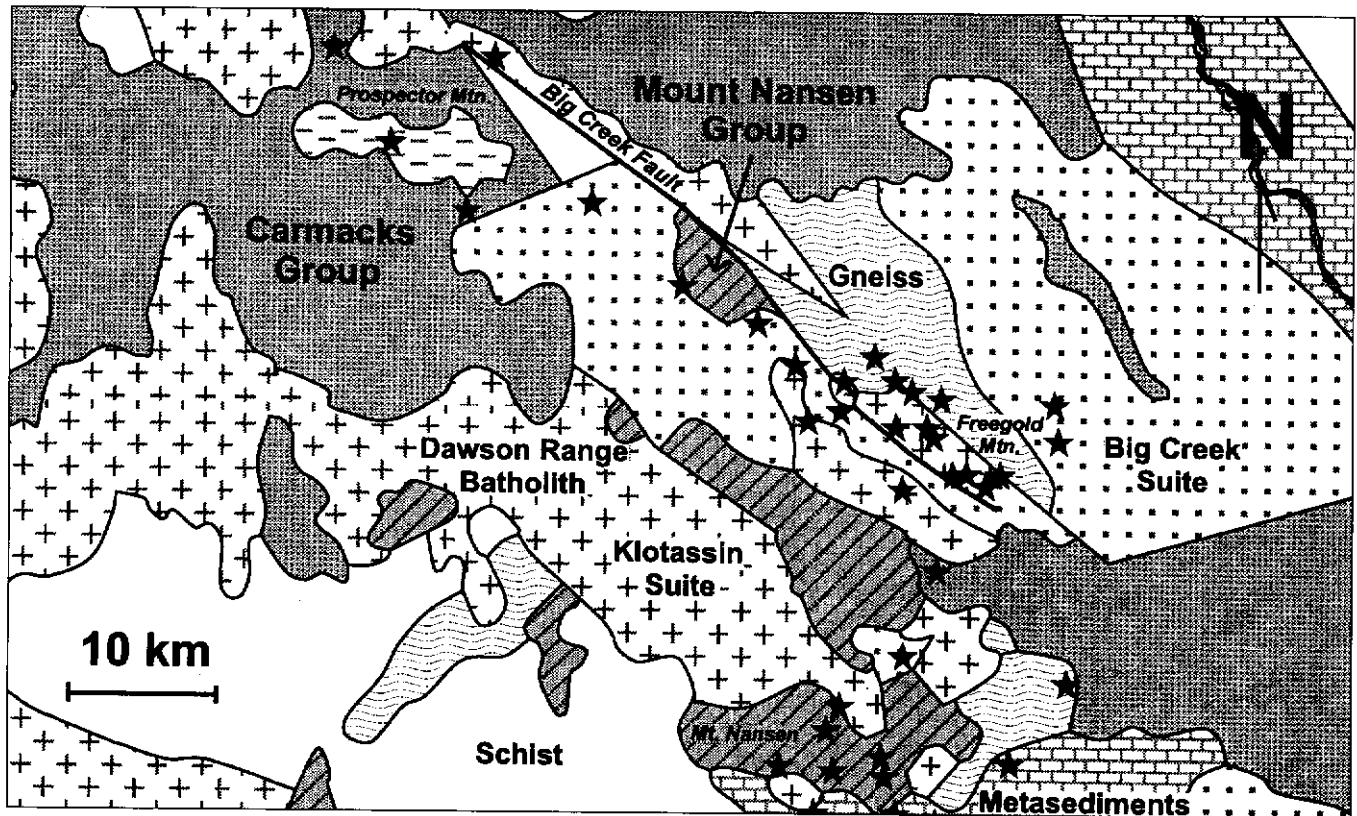 Prospector Mtn.
Big Creek Fault
Mount Nansen
Group
N
Carmacks
Group
Gneiss
Freegold
Mtn.
Dawson Range
Batholith
Big Creek
Suite
Klotassin
Suite
10 km
Mt. Nansen
Schist
Metasediments